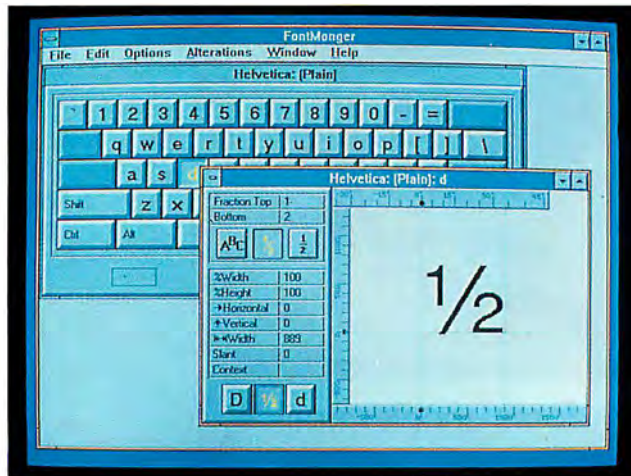 FontMonger
File Edit Options Alterations Window Help
Helvetica: [Plain]
` 1 2 3 4 5 6 7 8 9 0 - =
q w e r t y u i o p [ ] \
a s d
Shift z x
Ctrl Alt
Helvetica: [Plain]: d
Fraction Top 1
Bottom 2
ABC 1/2 1/2
%Width 100
%Height 100
→Horizontal 0
↑Vertical 0
Width 889
Slant 0
Context
D 1/2 d
½